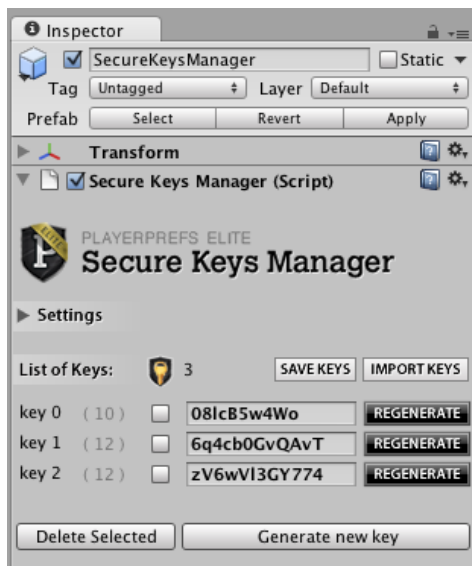 Inspector
SecureKeysManager Static
Tag Untagged Layer Default
Prefab Select Revert Apply
Transform
Secure Keys Manager (Script)
PLAYERPREFS ELITE
Secure Keys Manager
Settings
List of Keys: 3 SAVE KEYS IMPORT KEYS
key 0 (10) 08lcB5w4Wo REGENERATE
key 1 (12) 6q4cb0GvQAvT REGENERATE
key 2 (12) zV6wVl3GY774 REGENERATE
Delete Selected Generate new key